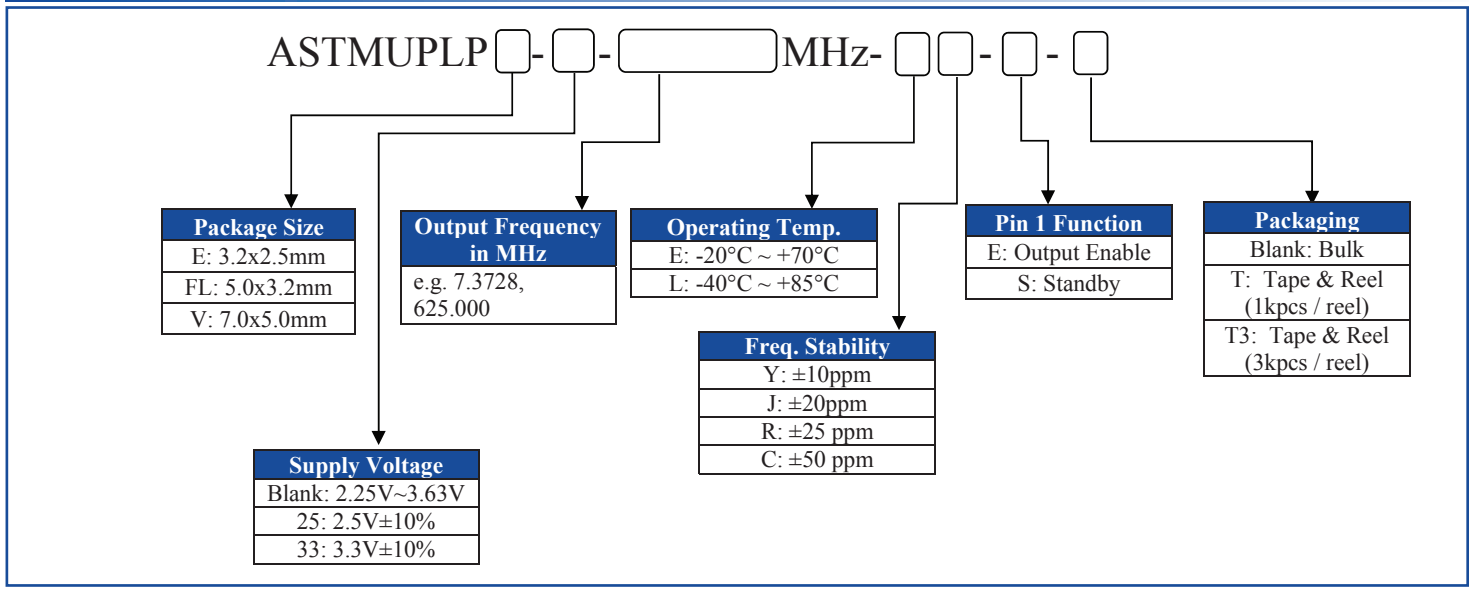 ASTMUPLP - - MHz- - -
Package Size
E: 3.2x2.5mm
FL: 5.0x3.2mm
V: 7.0x5.0mm
Output Frequency
in MHz
e.g. 7.3728,
625.000
Operating Temp.
E: -20°C ~ +70°C
L: -40°C ~ +85°C
Pin 1 Function
E: Output Enable
S: Standby
Packaging
Blank: Bulk
T: Tape & Reel
(1kpcs / reel)
T3: Tape & Reel
(3kpcs / reel)
Freq. Stability
Y: ±10ppm
J: ±20ppm
R: ±25 ppm
C: ±50 ppm
Supply Voltage
Blank: 2.25V~3.63V
25: 2.5V±10%
33: 3.3V±10%